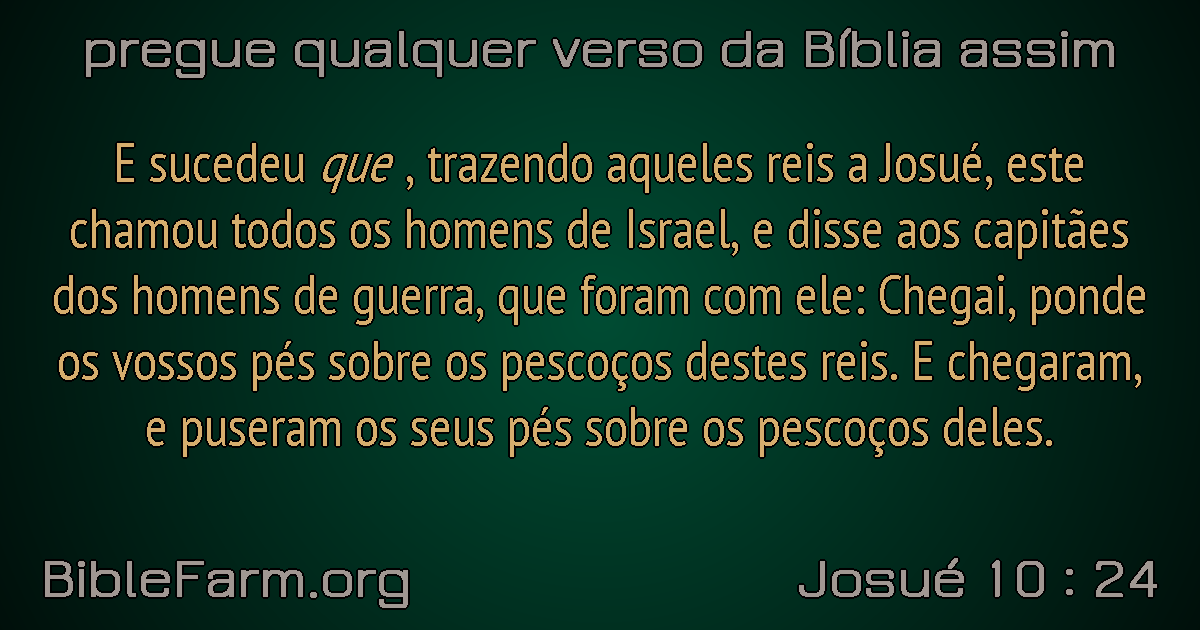 pregue qualquer verso da Bíblia assim
E sucedeu que , trazendo aqueles reis a Josué, este
chamou todos os homens de Israel, e disse aos capitães
dos homens de guerra, que foram com ele: Chegai, ponde
os vossos pés sobre os pescoços destes reis. E chegaram,
e puseram os seus pés sobre os pescoços deles.
BibleFarm.org
Josué 10 : 24